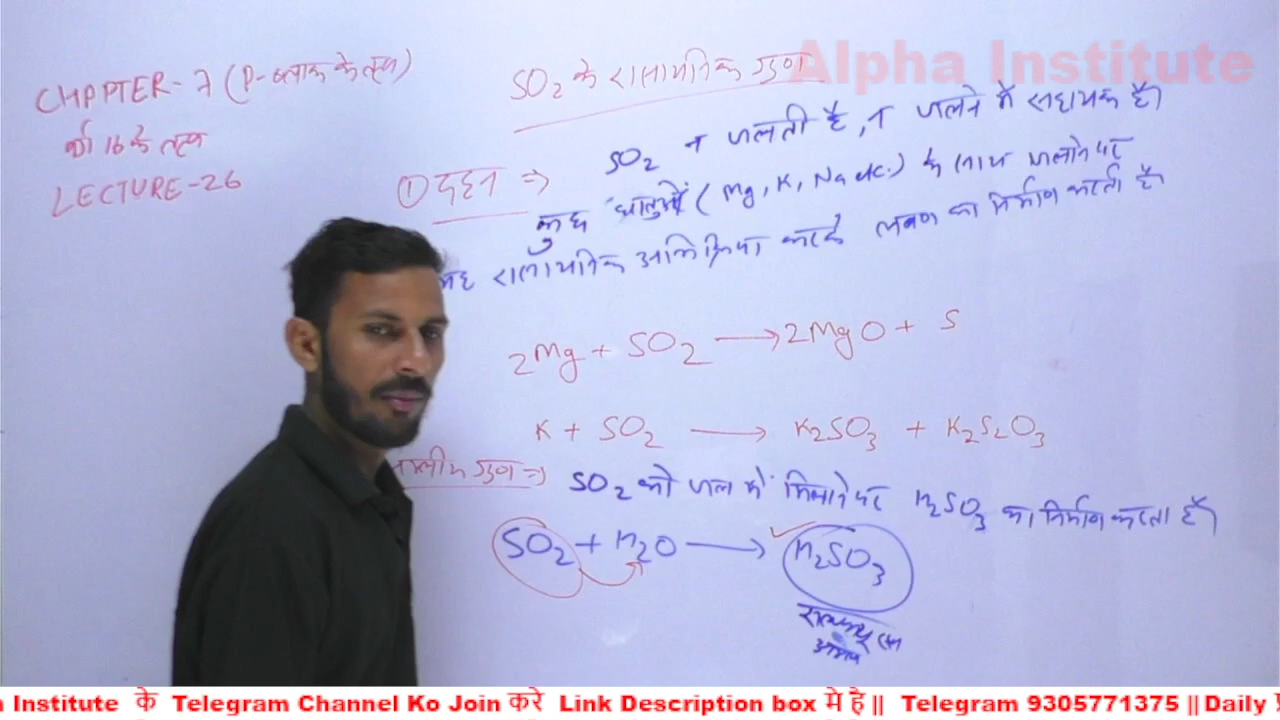 Alpha Institute
CHAPTER-7 (P-ब्लाक के तत्व)
वर्ग 16 के तत्व
LECTURE-26
SO2 के रासायनिक गुण
① दहन ⇒ SO2 न जलती है, न जलने में सहायक है।
कुछ धातुओं (Mg, K, Na etc.) के साथ जलाने पर
यह रासायनिक अभिक्रिया करके लवण का निर्माण करती है
2Mg + SO2 ⟶ 2MgO + S
K + SO2 ⟶ K2SO3 + K2S2O3
म्लीय गुण ⇒ SO2 को जल में मिलाने पर H2SO3 का निर्माण करता है।
SO2 + H2O ⟶ H2SO3
अम्ल
Institute के Telegram Channel Ko Join करे Link Description box मे है || Telegram 9305771375 || Daily